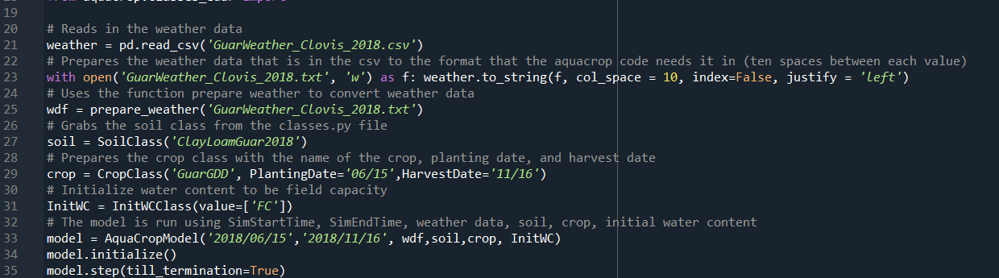 19
20 # Reads in the weather data
21 weather = pd.read_csv('GuarWeather_Clovis_2018.csv')
22 # Prepares the weather data that is in the csv to the format that the aquacrop code needs it in (ten spaces between each value)
23 with open('GuarWeather_Clovis_2018.txt', 'w') as f: weather.to_string(f, col_space = 10, index=False, justify = 'left')
24 # Uses the function prepare weather to convert weather data
25 wdf = prepare_weather('GuarWeather_Clovis_2018.txt')
26 # Grabs the soil class from the classes.py file
27 soil = SoilClass('ClayLoamGuar2018')
28 # Prepares the crop class with the name of the crop, planting date, and harvest date
29 crop = CropClass('GuarGDD', PlantingDate='06/15',HarvestDate='11/16')
30 # Initialize water content to be field capacity
31 InitWC = InitWCClass(value=['FC'])
32 # The model is run using SimStartTime, SimEndTime, weather data, soil, crop, initial water content
33 model = AquaCropModel('2018/06/15','2018/11/16', wdf,soil,crop, InitWC)
34 model.initialize()
35 model.step(till_termination=True)